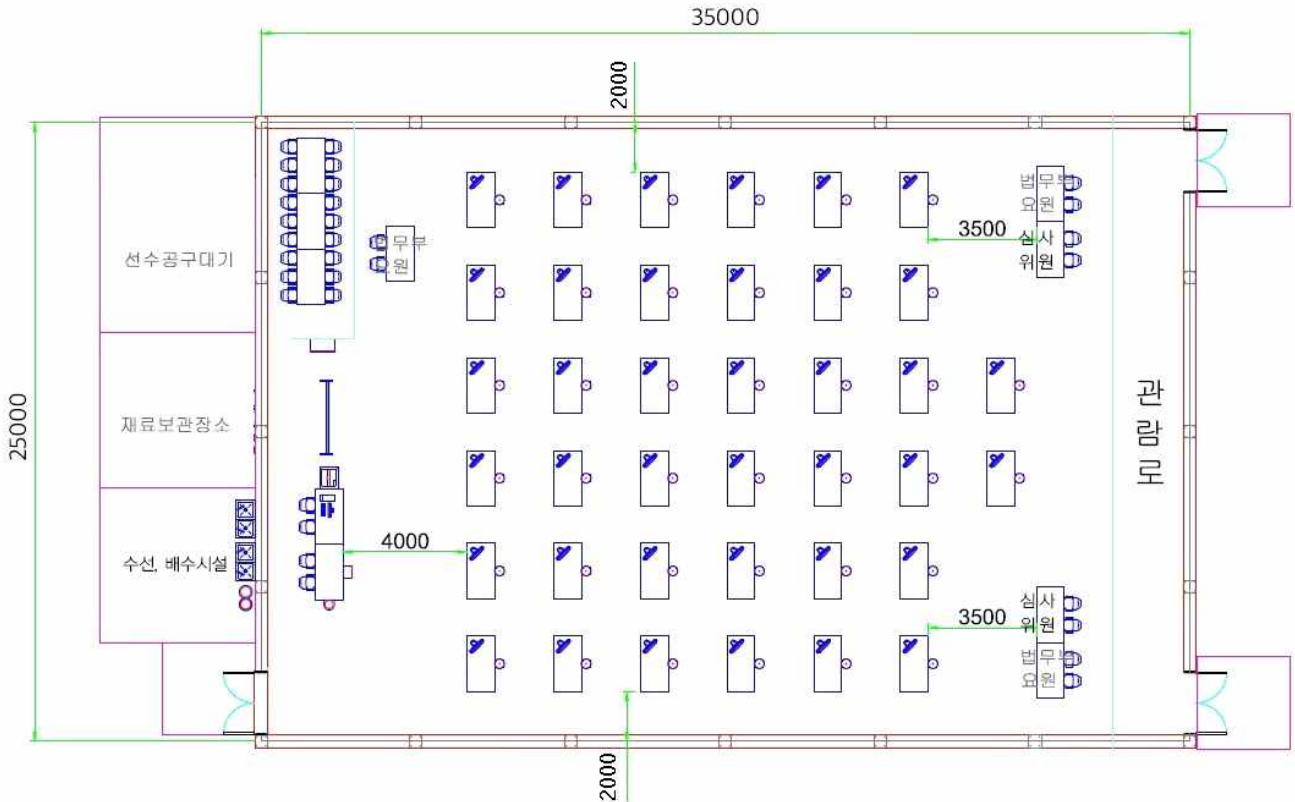 35000
2000
25000
선수공구대기
재료보관장소
수선, 배수시설
법무부
요원
법무부
요원
심사
위원
3500
관람도
4000
심사
위원
법무부
요원
3500
2000